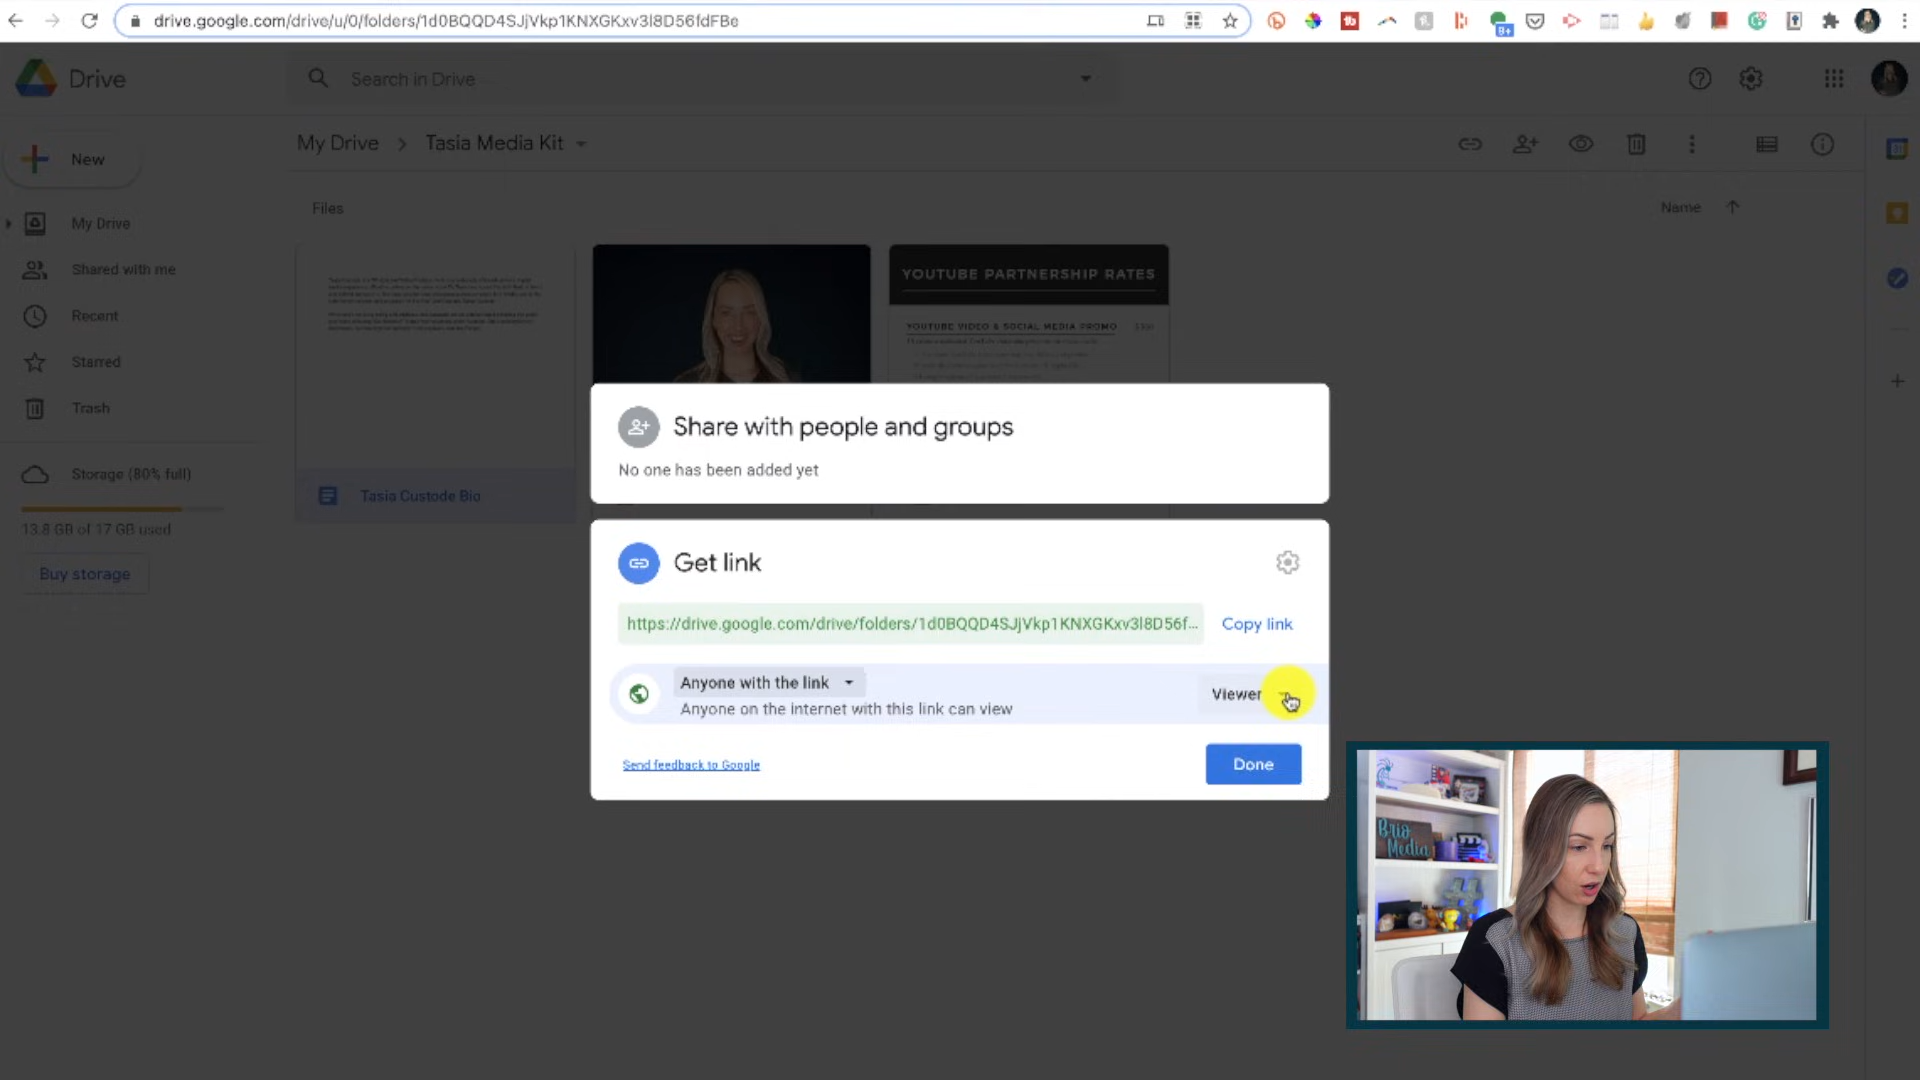 drive.google.com/drive/u/0/folders/1d0BQQD4SJjVkp1KNXGKxv3l8D56fdFBe
9+
Drive
Search in Drive
My Drive
Tasia Media Kit
New
Files
Name
My Drive
Shared with me
Recent
Starred
Trash
Storage (80% full)
13.8 GB of 17 GB used
Buy storage
YOUTUBE PARTNERSHIP RATES
YOUTUBE VIDEO & SOCIAL MEDIA PROMO
Tasia Custode Bio
Share with people and groups
No one has been added yet
Get link
https://drive.google.com/drive/folders/1d0BQQD4SJjVkp1KNXGKxv3l8D56f...
Copy link
Anyone with the link
Viewer
Anyone on the internet with this link can view
Send feedback to Google
Done
Brio
Media